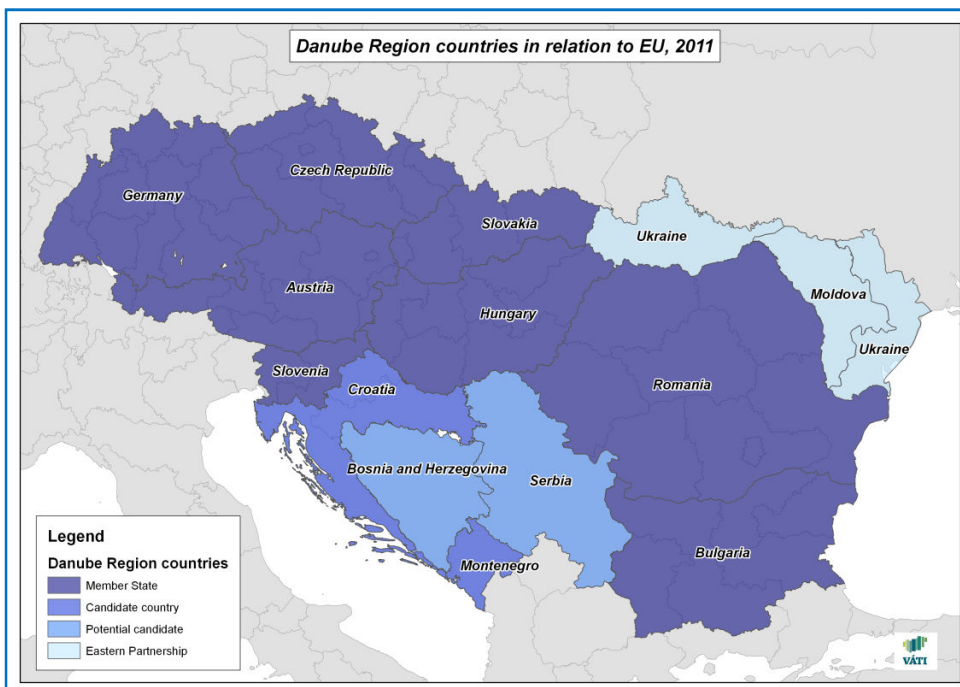 Danube Region countries in relation to EU, 2011
Czech Republic
Germany
Slovakia
Ukraine
Austria
Moldova
Hungary
Ukraine
Slovenia
Croatia
Romania
Bosnia and Herzegovina
Serbia
Bulgaria
Montenegro
Legend
Danube Region countries
Member State
Candidate country
Potential candidate
Eastern Partnership
VÁTI